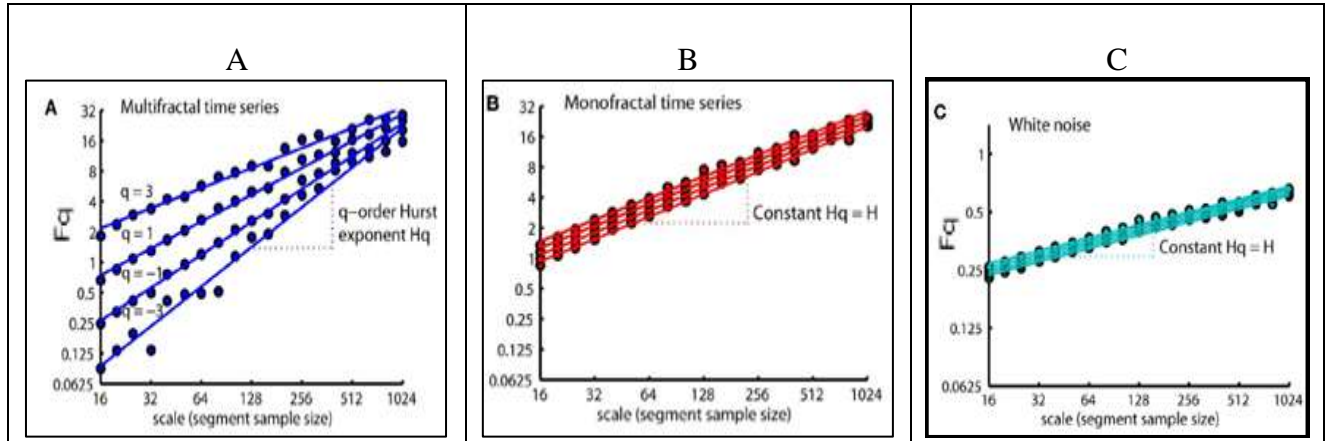 A
B
C
A
Multifractal time series
32
16
8
4
2
1
0.5
0.25
0.125
0.0625
Fq
q = 3
q = 1
q = −1
q = −3
q−order Hurst
exponent Hq
16
32
64
128
256
512
1024
scale (segment sample size)
B
Monofractal time series
32
16
8
4
2
1
0.5
0.25
0.125
0.0625
Constant Hq = H
16
32
64
128
256
512
1024
scale (segment sample size)
C
White noise
1
0.5
0.25
0.125
0.0625
Fq
Constant Hq = H
16
32
64
128
256
512
1024
scale (segment sample size)